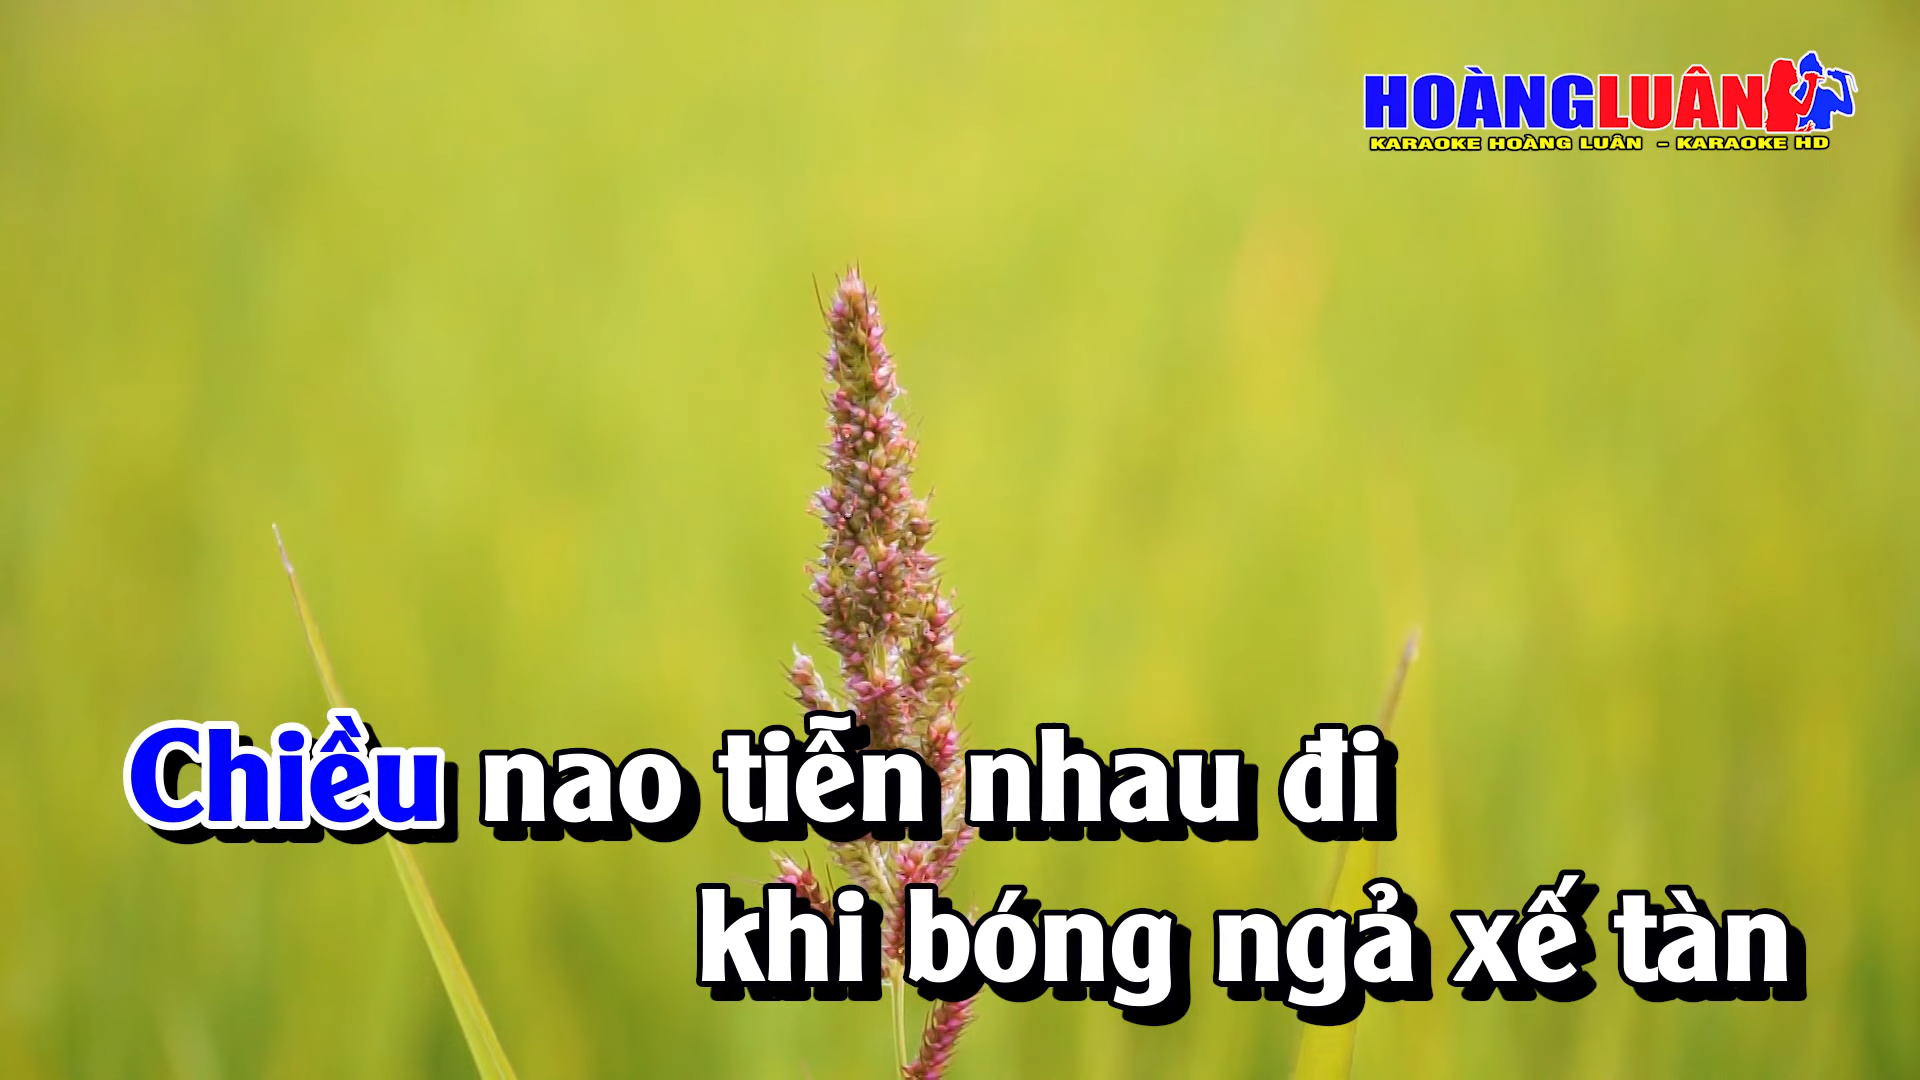 HOÀNGLUÂN
KARAOKE HOÀNG LUÂN - KARAOKE HD
Chiều nao tiễn nhau đi
khi bóng ngả xế tàn